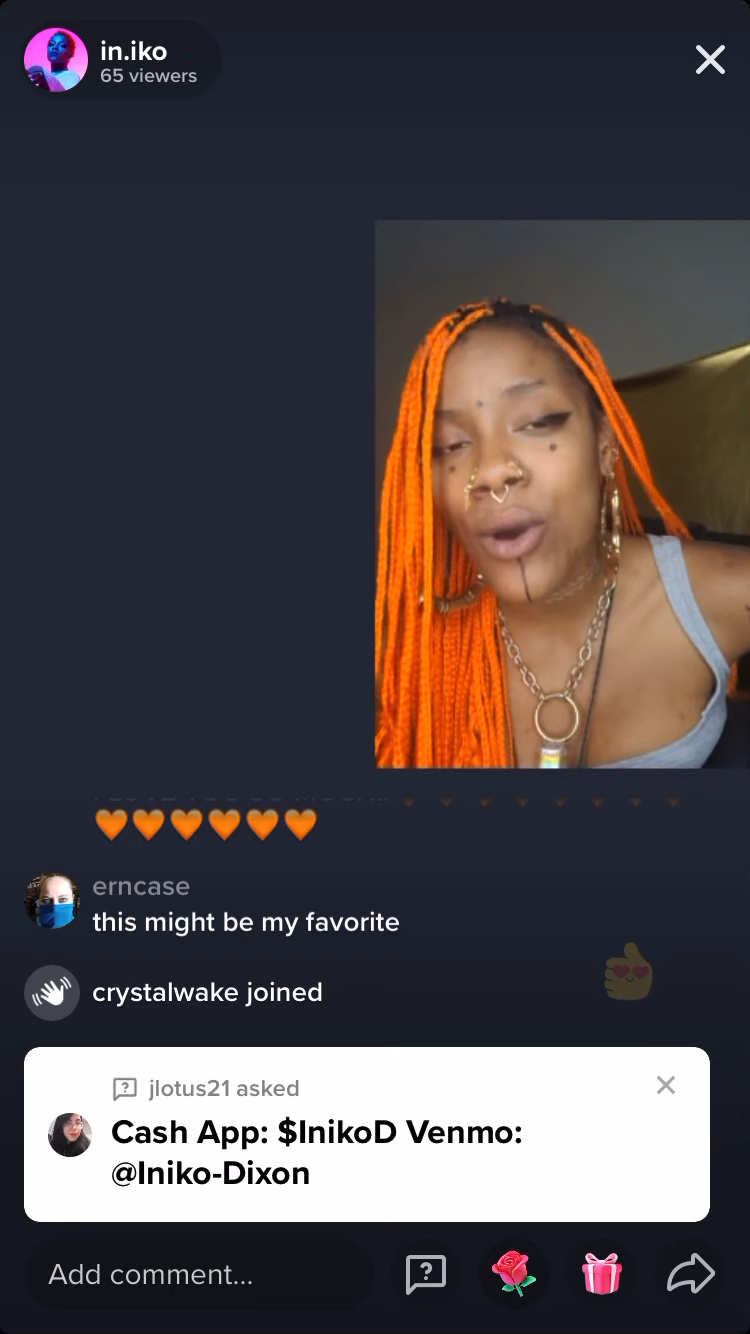 in.iko
65 viewers
🧡🧡🧡🧡🧡🧡
erncase
this might be my favorite
crystalwake joined
jlotus21 asked
Cash App: $InikoD Venmo:
@Iniko-Dixon
Add comment...